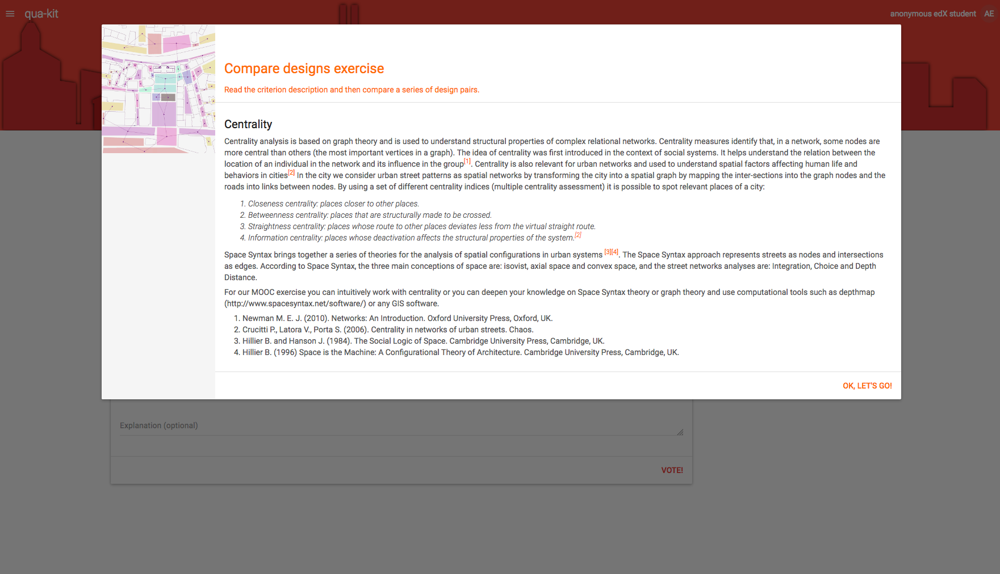 qua-kit
anonymous edX student AE
Compare designs exercise
Read the criterion description and then compare a series of design pairs.
Centrality
Centrality analysis is based on graph theory and is used to understand structural properties of complex relational networks. Centrality measures identify that, in a network, some nodes are
more central than others (the most important vertices in a graph). The idea of centrality was first introduced in the context of social systems. It helps understand the relation between the
location of an individual in the network and its influence in the group[1]. Centrality is also relevant for urban networks and used to understand spatial factors affecting human life and
behaviors in cities[2] In the city we consider urban street patterns as spatial networks by transforming the city into a spatial graph by mapping the inter-sections into the graph nodes and the
roads into links between nodes. By using a set of different centrality indices (multiple centrality assessment) it is possible to spot relevant places of a city:
1. Closeness centrality: places closer to other places.
2. Betweenness centrality: places that are structurally made to be crossed.
3. Straightness centrality: places whose route to other places deviates less from the virtual straight route.
4. Information centrality: places whose deactivation affects the structural properties of the system.[2]
Space Syntax brings together a series of theories for the analysis of spatial configurations in urban systems [3][4]. The Space Syntax approach represents streets as nodes and intersections
as edges. According to Space Syntax, the three main conceptions of space are: isovist, axial space and convex space, and the street networks analyses are: Integration, Choice and Depth
Distance.
For our MOOC exercise you can intuitively work with centrality or you can deepen your knowledge on Space Syntax theory or graph theory and use computational tools such as depthmap
(http://www.spacesyntax.net/software/) or any GIS software.
1. Newman M. E. J. (2010). Networks: An Introduction. Oxford University Press, Oxford, UK.
2. Crucitti P., Latora V., Porta S. (2006). Centrality in networks of urban streets. Chaos.
3. Hillier B. and Hanson J. (1984). The Social Logic of Space. Cambridge University Press, Cambridge, UK.
4. Hillier B. (1996) Space is the Machine: A Configurational Theory of Architecture. Cambridge University Press, Cambridge, UK.
OK, LET'S GO!
Explanation (optional)
VOTE!